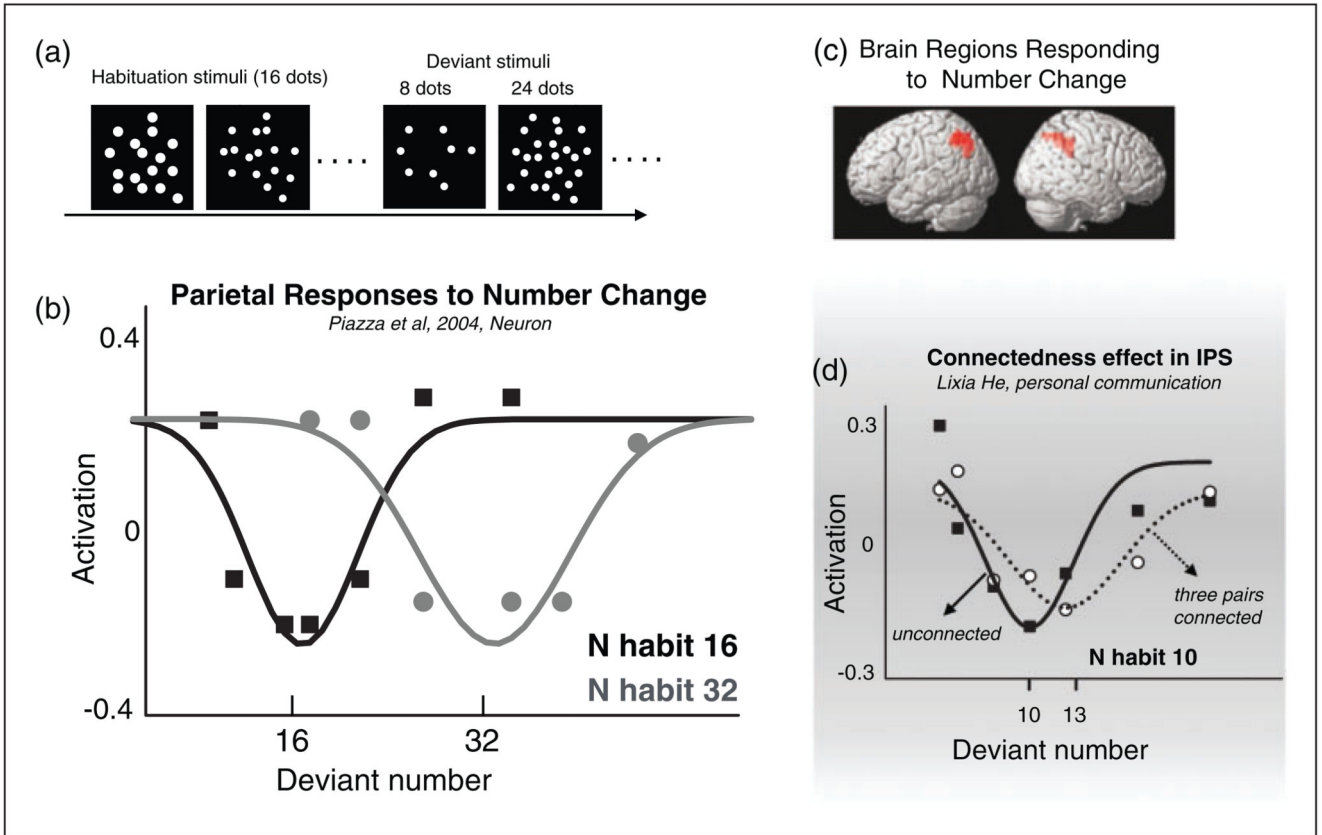 (a)
Habituation stimuli (16 dots)
Deviant stimuli
8 dots
24 dots
. . . .
. . . .
(b)
Parietal Responses to Number Change
Piazza et al, 2004, Neuron
0.4
0
-0.4
Activation
16
32
Deviant number
N habit 16
N habit 32
(c)
Brain Regions Responding
to Number Change
(d)
Connectedness effect in IPS
Lixia He, personal communication
0.3
0
-0.3
Activation
unconnected
three pairs
connected
N habit 10
10
13
Deviant number